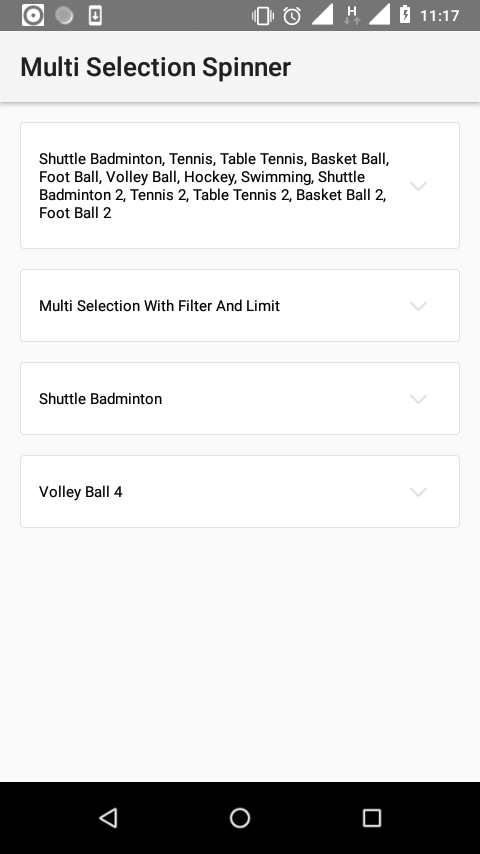 H
11:17
Multi Selection Spinner
Shuttle Badminton, Tennis, Table Tennis, Basket Ball,
Foot Ball, Volley Ball, Hockey, Swimming, Shuttle
Badminton 2, Tennis 2, Table Tennis 2, Basket Ball 2,
Foot Ball 2
Multi Selection With Filter And Limit
Shuttle Badminton
Volley Ball 4